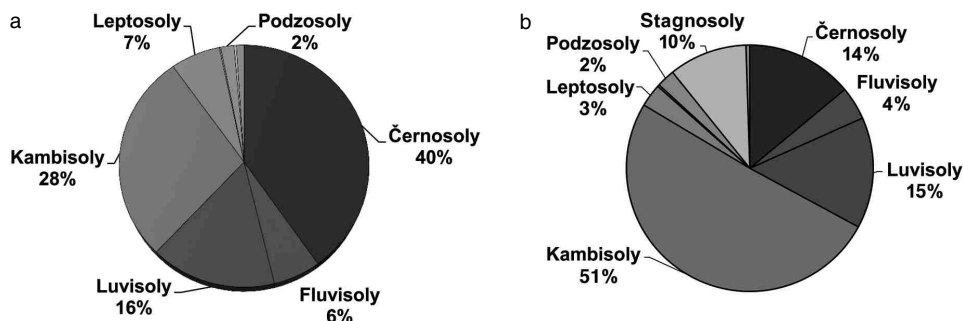 a
Leptosoly
7%
Podzosoly
2%
Černosoly
40%
Kambisoly
28%
Luvisoly
16%
Fluvisoly
6%
b
Stagnosoly
10%
Podzosoly
2%
Leptosoly
3%
Černosoly
14%
Fluvisoly
4%
Luvisoly
15%
Kambisoly
51%